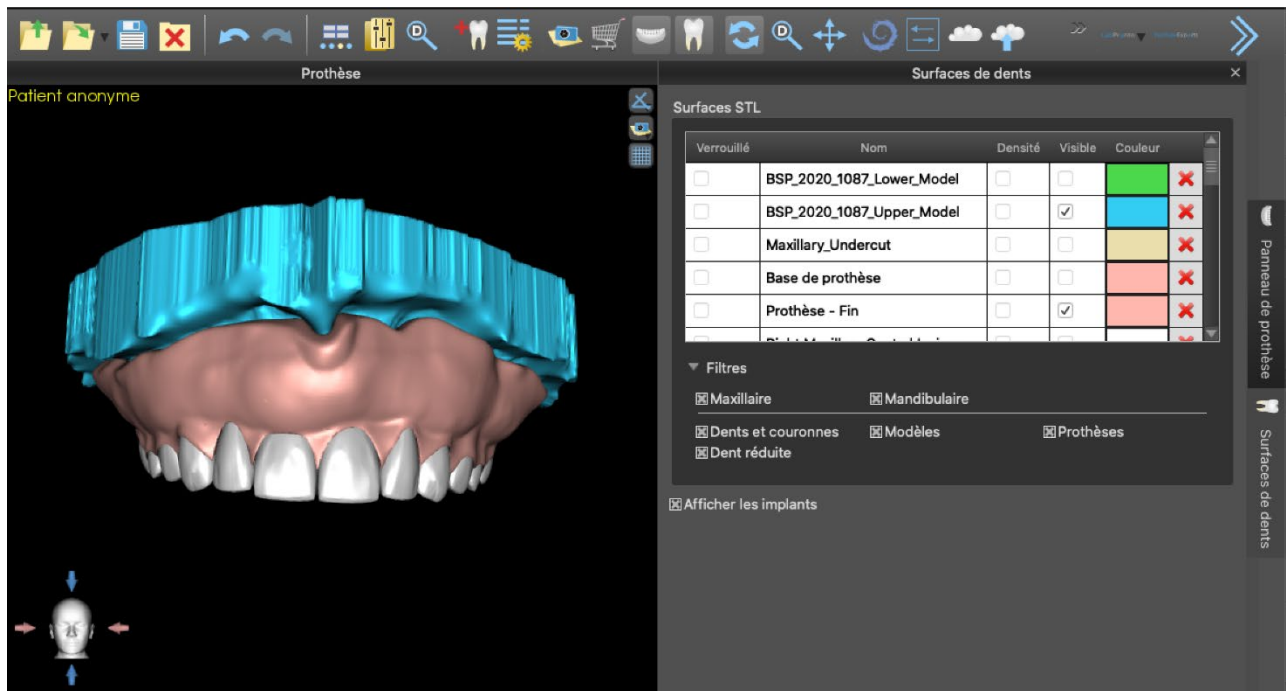 Prothèse
Surfaces de dents
Patient anonyme
Surfaces STL
Verrouillé Nom Densité Visible Couleur
BSP_2020_1087_Lower_Model
BSP_2020_1087_Upper_Model
Maxillary_Undercut
Base de prothèse
Prothèse - Fin
Filtres
Maxillaire Mandibulaire
Dents et couronnes Modèles Prothèses
Dent réduite
Afficher les implants
Panneau de prothèse
Surfaces de dents